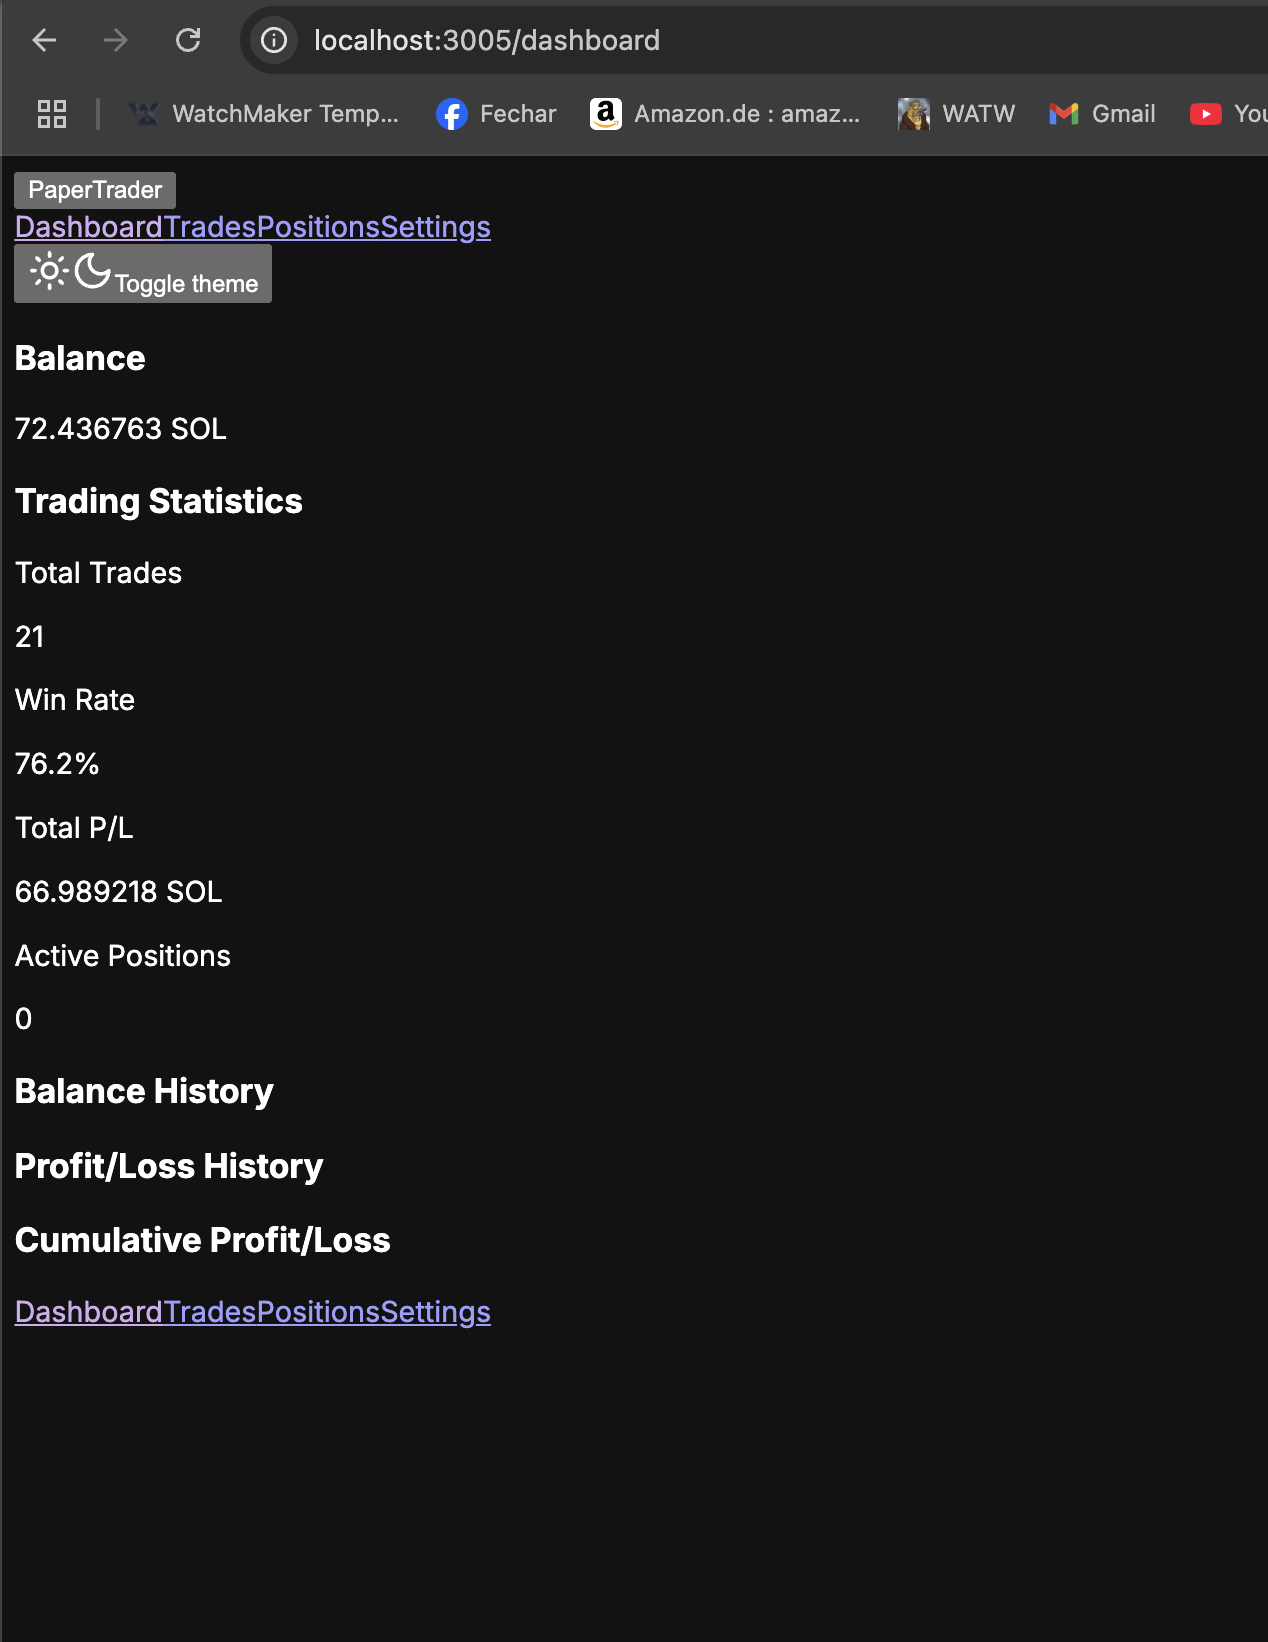 localhost:3005/dashboard
WatchMaker Temp... Fechar Amazon.de : amaz... WATW Gmail You
PaperTrader
DashboardTradesPositionsSettings
Toggle theme
Balance
72.436763 SOL
Trading Statistics
Total Trades
21
Win Rate
76.2%
Total P/L
66.989218 SOL
Active Positions
0
Balance History
Profit/Loss History
Cumulative Profit/Loss
DashboardTradesPositionsSettings